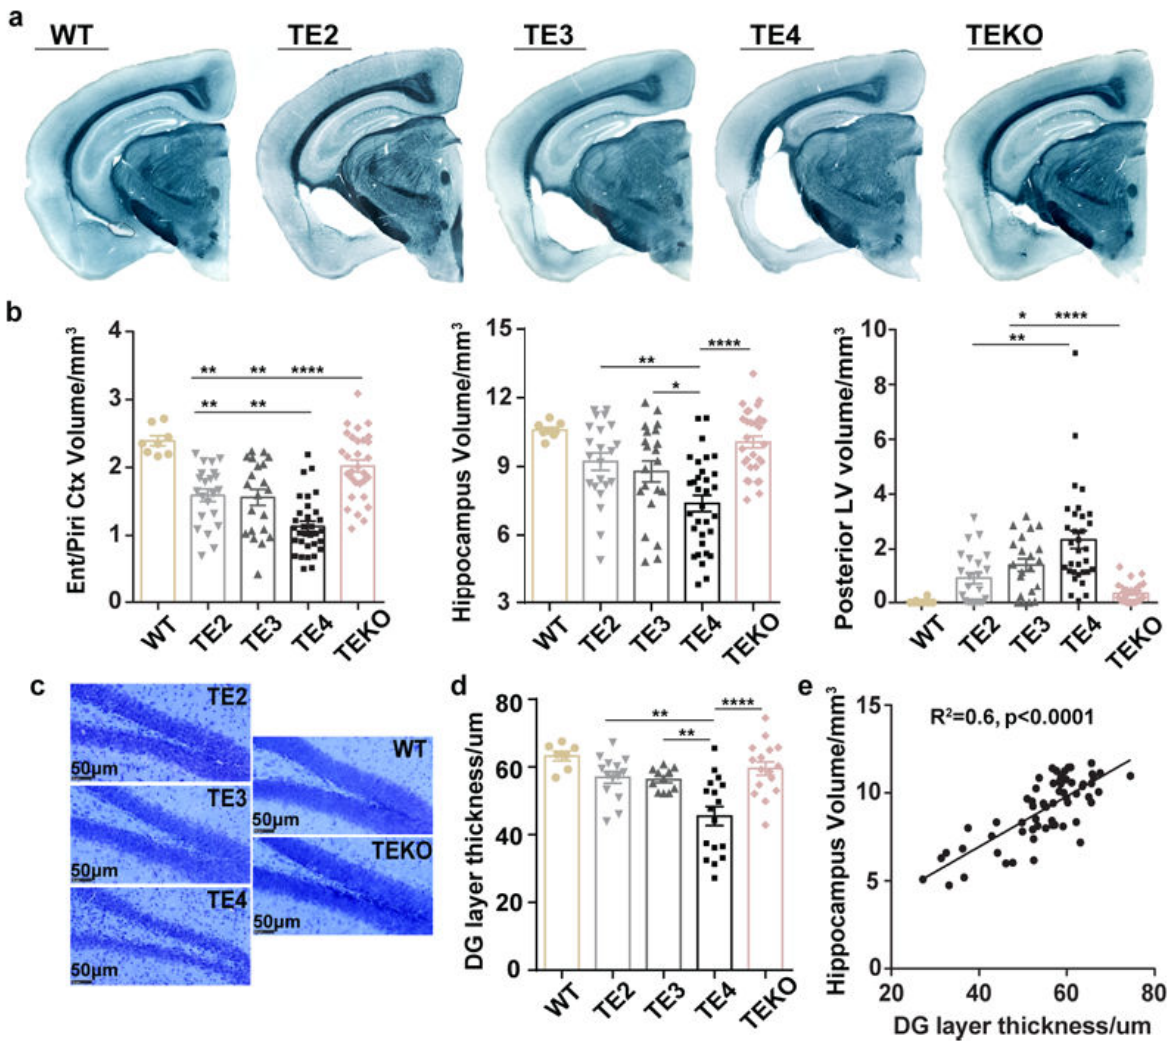 a
WT TE2 TE3 TE4 TEKO
b
Ent/Piri Ctx Volume/mm³
4
3
2
1
0
** ** ****
** **
WT TE2 TE3 TE4 TEKO
Hippocampus Volume/mm³
15
12
9
6
3
****
**
*
WT TE2 TE3 TE4 TEKO
Posterior LV volume/mm³
10
8
6
4
2
0
* ****
**
WT TE2 TE3 TE4 TEKO
c
TE2
50µm
TE3
50µm
TE4
50µm
WT
50µm
TEKO
50µm
d
DG layer thickness/um
80
60
40
20
0
****
**
**
WT TE2 TE3 TE4 TEKO
e
Hippocampus Volume/mm³
15
10
5
0
R²=0.6, p<0.0001
20 40 60 80
DG layer thickness/um